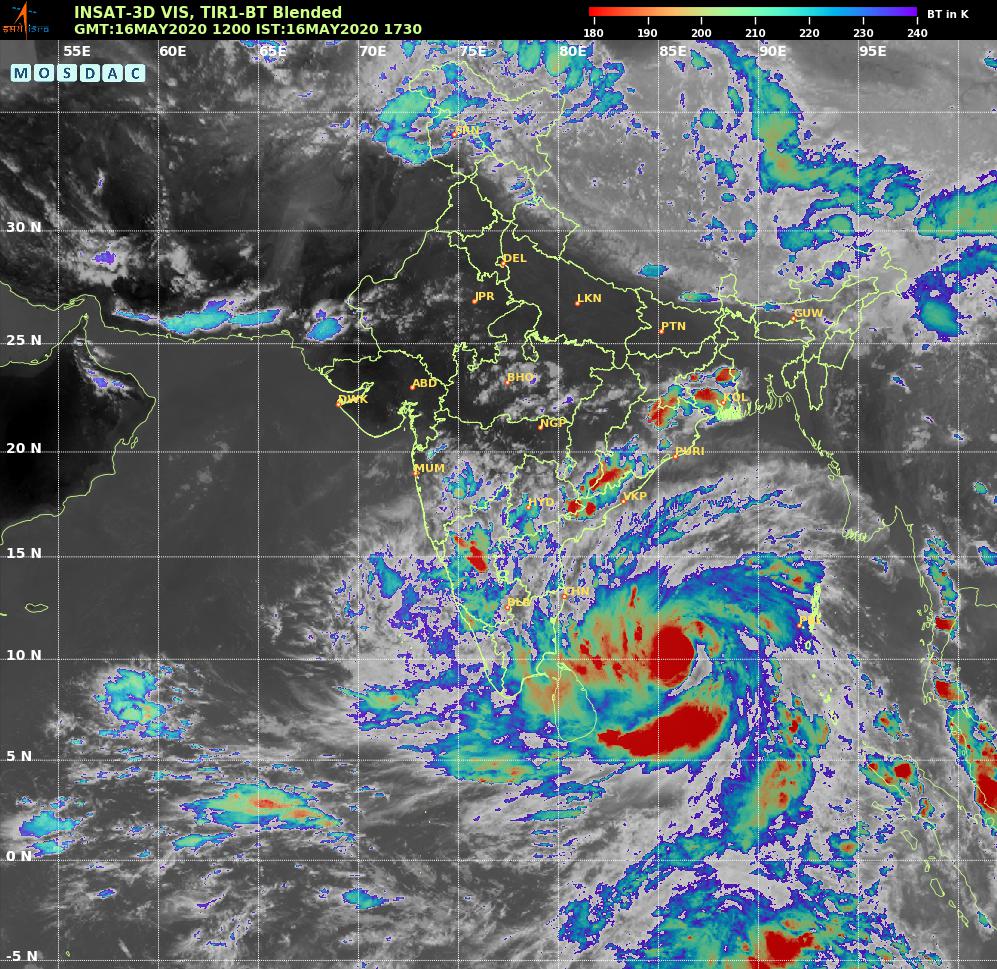 INSAT-3D VIS, TIR1-BT Blended
GMT:16MAY2020 1200 IST:16MAY2020 1730
BT in K
180 190 200 210 220 230 240
55E 60E 65E 70E 75E 80E 85E 90E 95E
MOSDAC
SRN
30 N
DEL
JPR LKN
GUW
PTN
25 N
BHO
ABD
DWK KOL
NGP
20 N PURI
MUM
HYD VKP
15 N
BLR CHN
10 N
5 N
0 N
-5 N